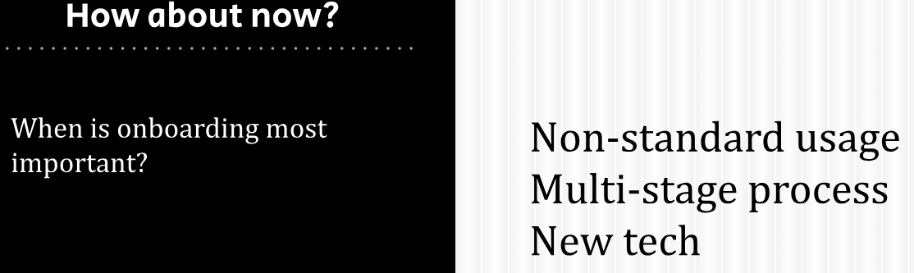 How about now?
When is onboarding most
important?
Non-standard usage
Multi-stage process
New tech